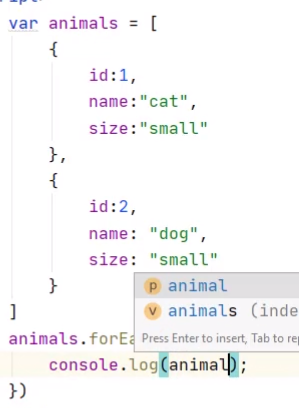 var animals = [
{
id:1,
name:"cat",
size:"small"
},
{
id:2,
name: "dog",
size: "small"
}
p animal
v animals (inde
]
animals.forEa
Press Enter to insert, Tab to rep
console.log(animal);
})